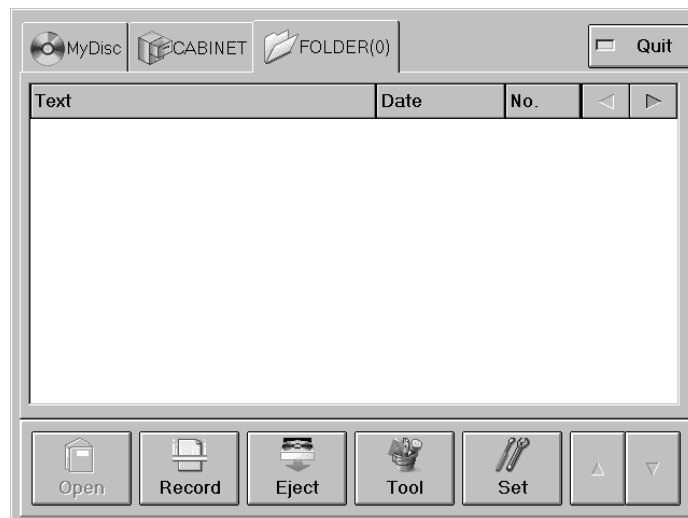 MyDisc CABINET FOLDER(0) Quit
Text Date No.
Open Record Eject Tool Set